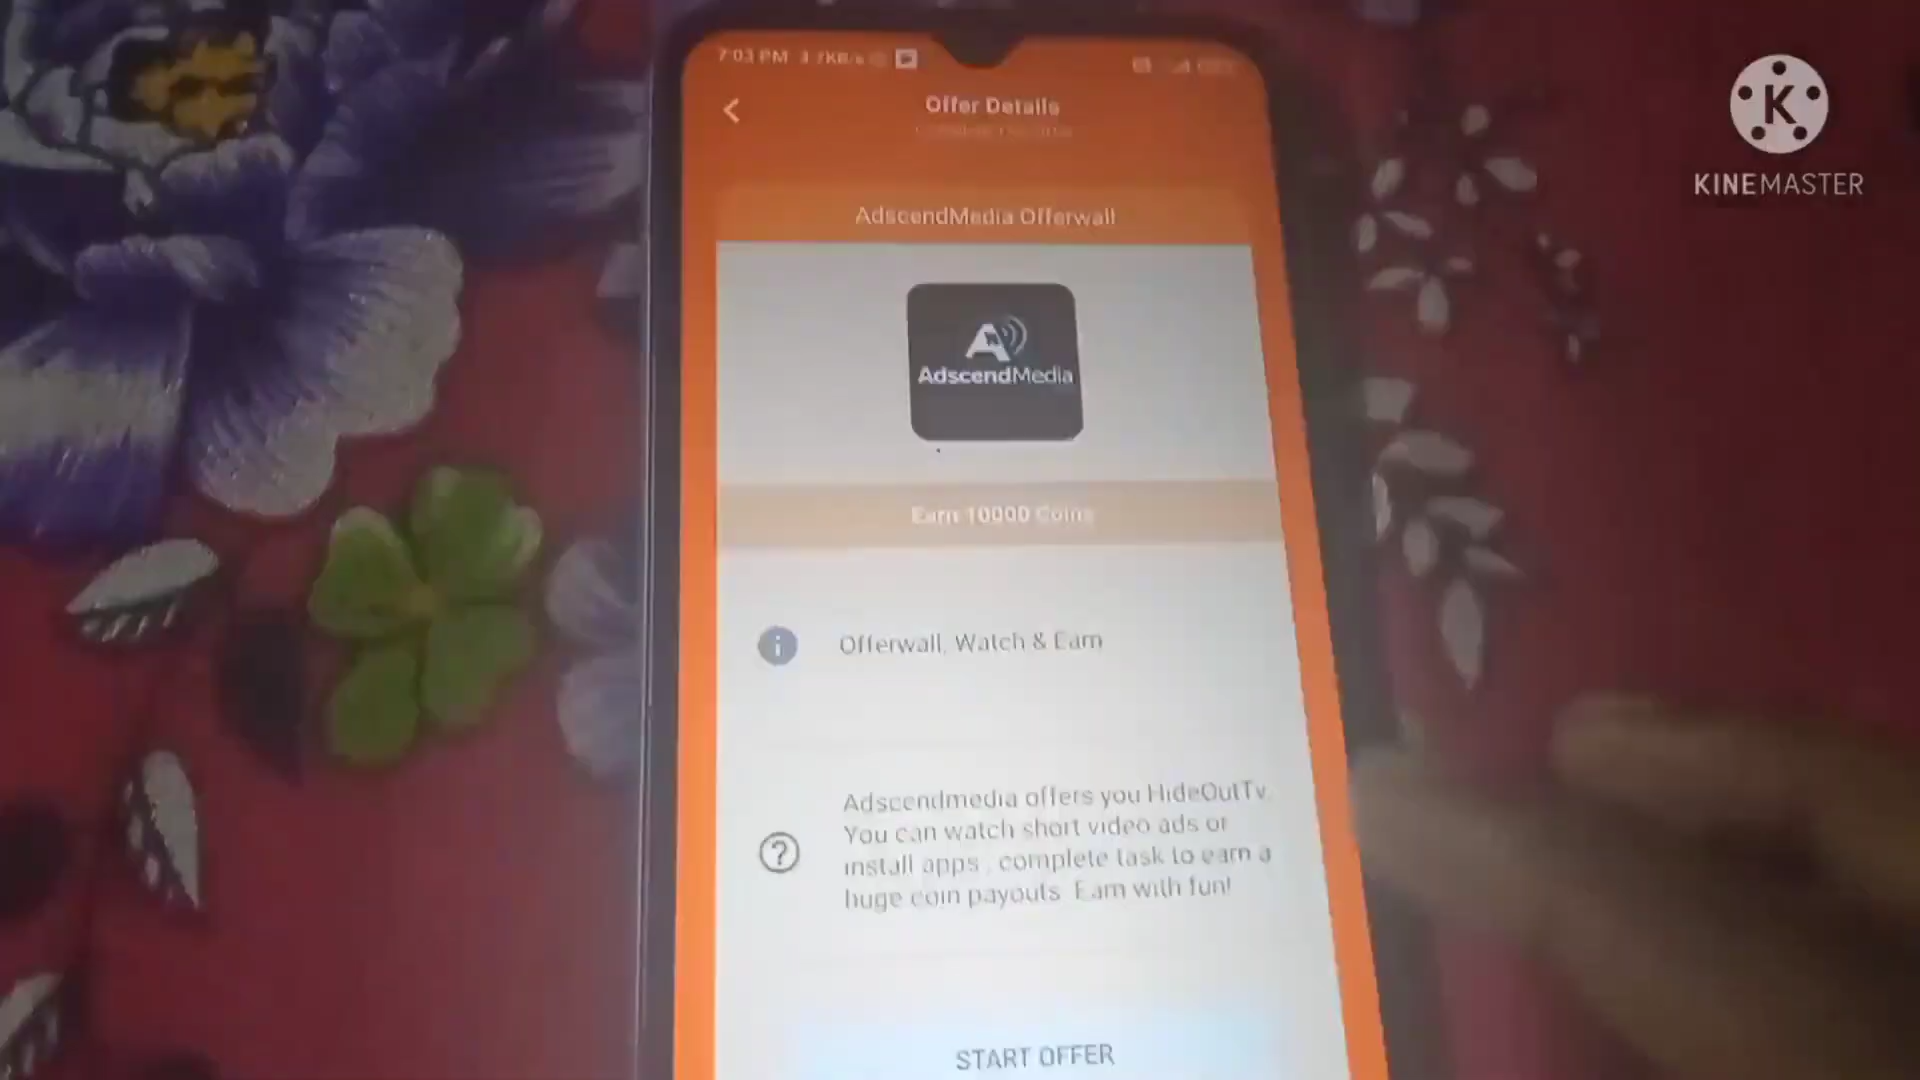 7:03 PM
Offer Details
AdscendMedia Offerwall
AdscendMedia
Earn 10000 Coins
Offerwall, Watch & Earn
Adscendmedia offers you HideOutTv.
You can watch short video ads or
install apps , complete task to earn a
huge coin payouts. Earn with fun!
START OFFER
K
KINEMASTER